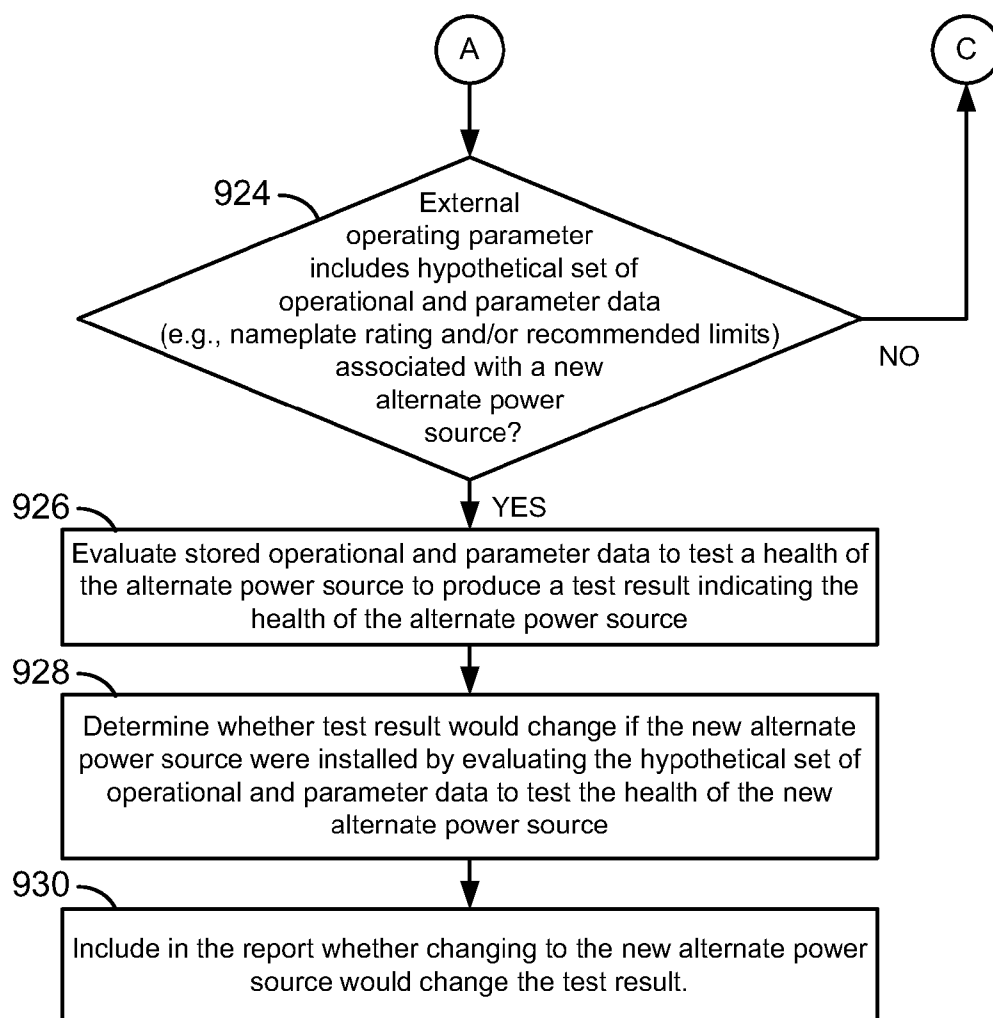 A
C
924
External
operating parameter
includes hypothetical set of
operational and parameter data
(e.g., nameplate rating and/or recommended limits)
associated with a new
alternate power
source?
NO
YES
926
Evaluate stored operational and parameter data to test a health of
the alternate power source to produce a test result indicating the
health of the alternate power source
928
Determine whether test result would change if the new alternate
power source were installed by evaluating the hypothetical set of
operational and parameter data to test the health of the new
alternate power source
930
Include in the report whether changing to the new alternate power
source would change the test result.